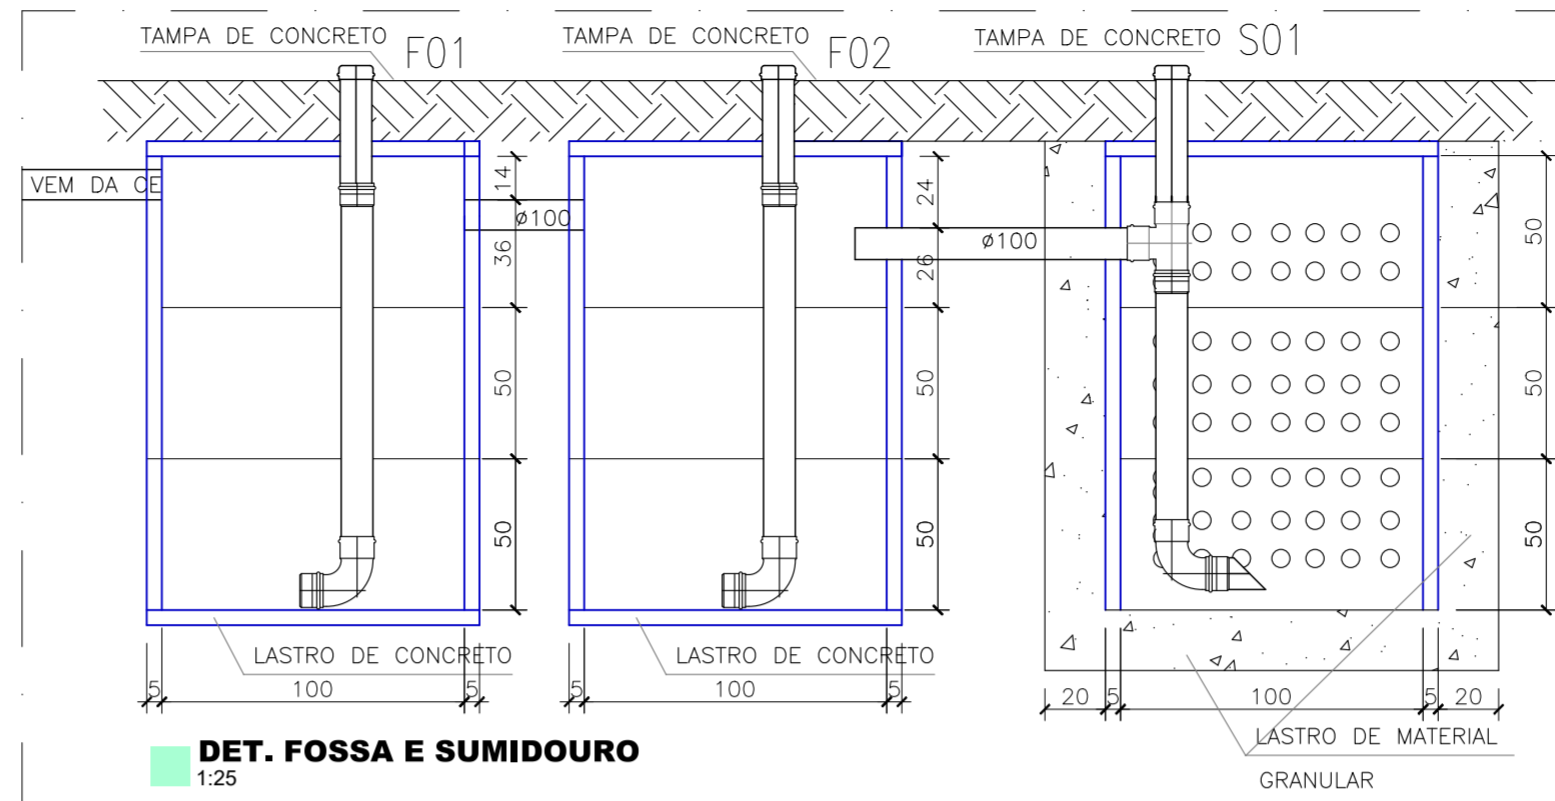 TAMPA DE CONCRETO F01
TAMPA DE CONCRETO F02
TAMPA DE CONCRETO S01
VEM DA CE
14
36
50
50
ø100
24
26
50
50
ø100
50
50
50
LASTRO DE CONCRETO
5 100 5
LASTRO DE CONCRETO
5 100 5
20 5 100 5 20
LASTRO DE MATERIAL
GRANULAR
DET. FOSSA E SUMIDOURO
1:25